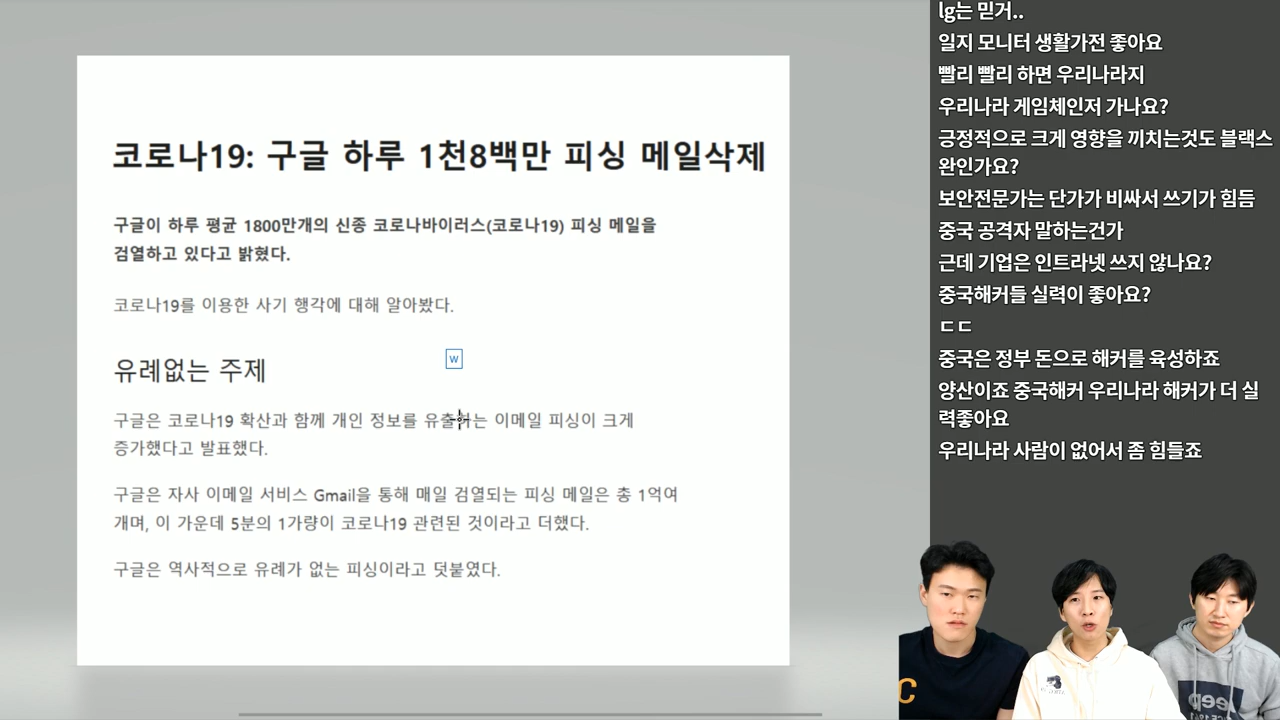 코로나19: 구글 하루 1천8백만 피싱 메일삭제
구글이 하루 평균 1800만개의 신종 코로나바이러스(코로나19) 피싱 메일을
검열하고 있다고 밝혔다.
코로나19를 이용한 사기 행각에 대해 알아봤다.
유례없는 주제
W
구글은 코로나19 확산과 함께 개인 정보를 유출하는 이메일 피싱이 크게
증가했다고 발표했다.
구글은 자사 이메일 서비스 Gmail을 통해 매일 검열되는 피싱 메일은 총 1억여
개며, 이 가운데 5분의 1가량이 코로나19 관련된 것이라고 더했다.
구글은 역사적으로 유례가 없는 피싱이라고 덧붙였다.
lg는 믿거..
일지 모니터 생활가전 좋아요
빨리 빨리 하면 우리나라지
우리나라 게임체인저 가나요?
긍정적으로 크게 영향을 끼치는것도 블랙스
완인가요?
보안전문가는 단가가 비싸서 쓰기가 힘듬
중국 공격자 말하는건가
근데 기업은 인트라넷 쓰지 않나요?
중국해커들 실력이 좋아요?
ㄷㄷ
중국은 정부 돈으로 해커를 육성하죠
양산이죠 중국해커 우리나라 해커가 더 실
력좋아요
우리나라 사람이 없어서 좀 힘들죠
C